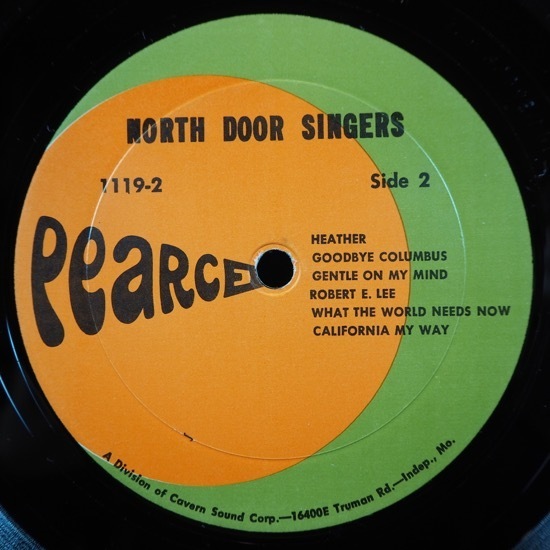 NORTH DOOR SINGERS
1119-2
Side 2
PEARCE
HEATHER
GOODBYE COLUMBUS
GENTLE ON MY MIND
ROBERT E. LEE
WHAT THE WORLD NEEDS NOW
CALIFORNIA MY WAY
A Division of Cavern Sound Corp.—16400E Truman Rd.—Indep., Mo.